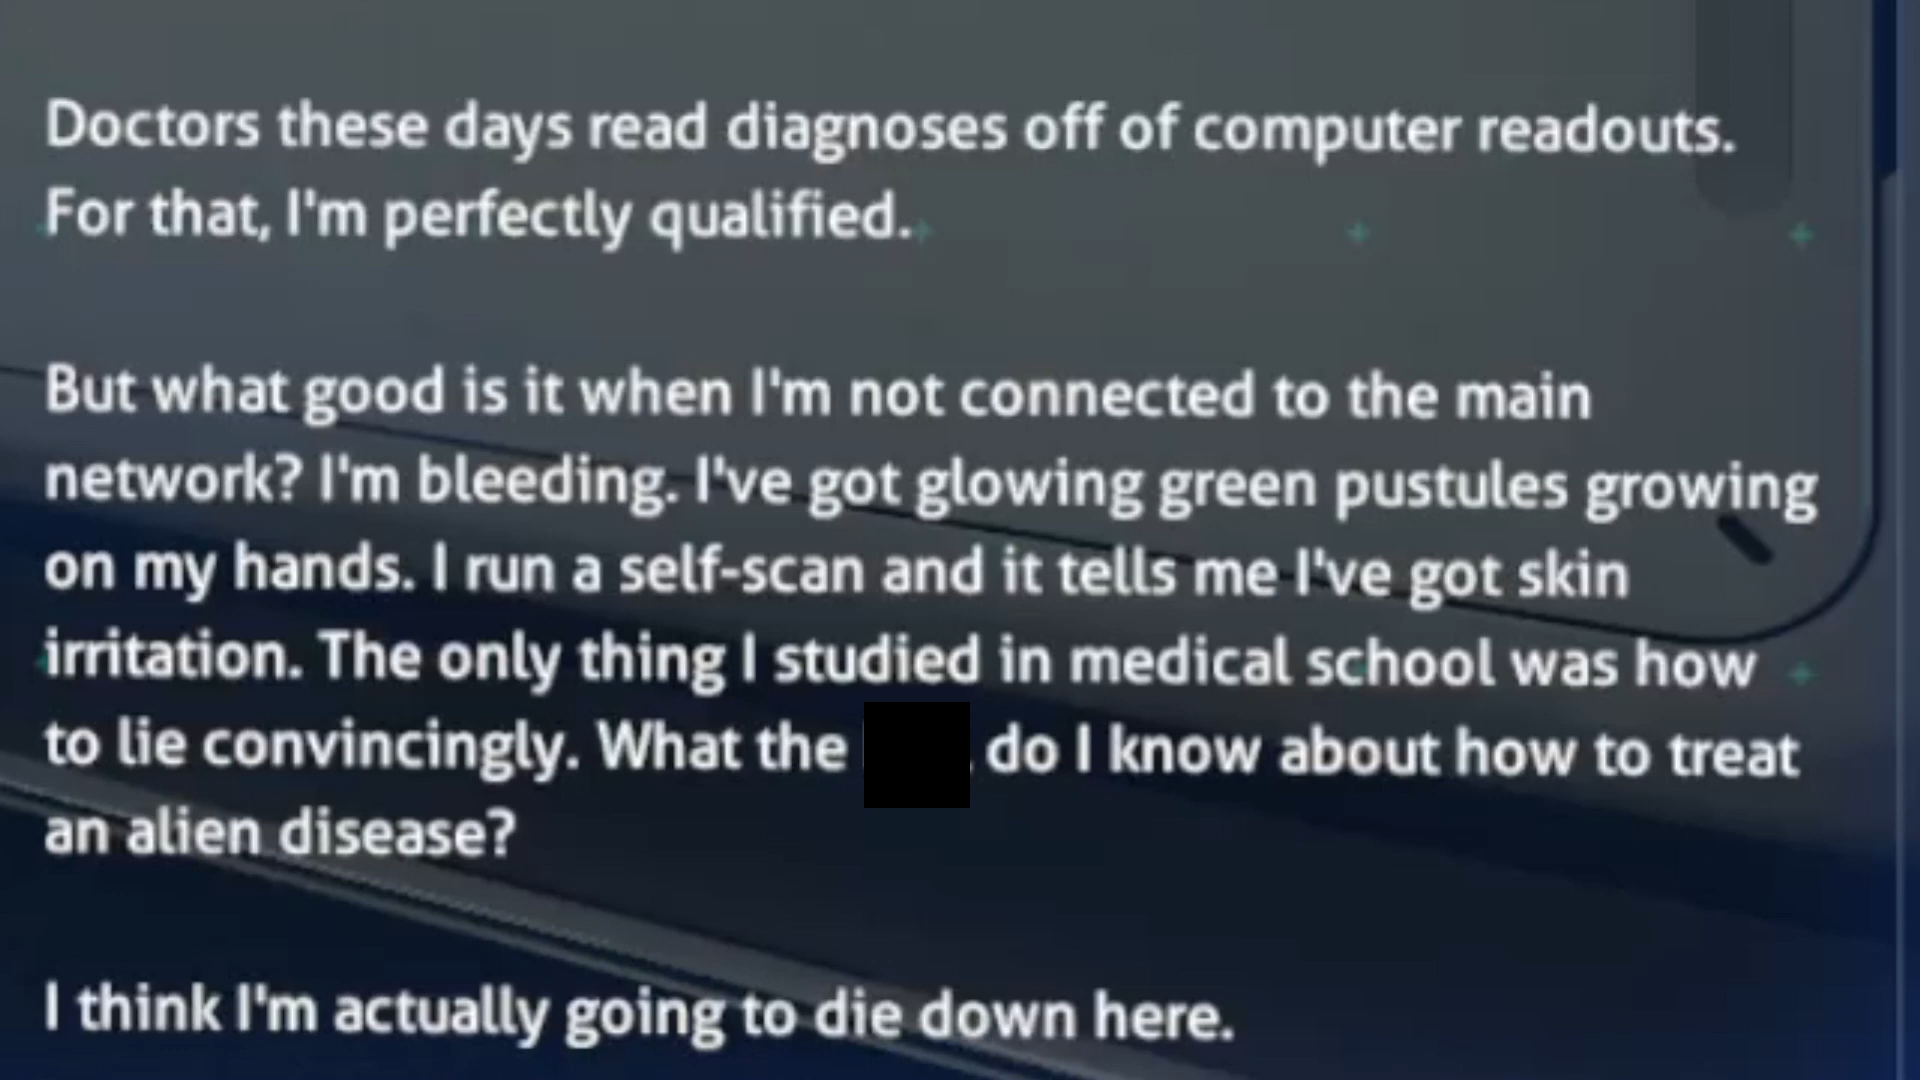 Doctors these days read diagnoses off of computer readouts.
For that, I'm perfectly qualified.
But what good is it when I'm not connected to the main
network? I'm bleeding. I've got glowing green pustules growing
on my hands. I run a self-scan and it tells me I've got skin
irritation. The only thing I studied in medical school was how
to lie convincingly. What the do I know about how to treat
an alien disease?
I think I'm actually going to die down here.